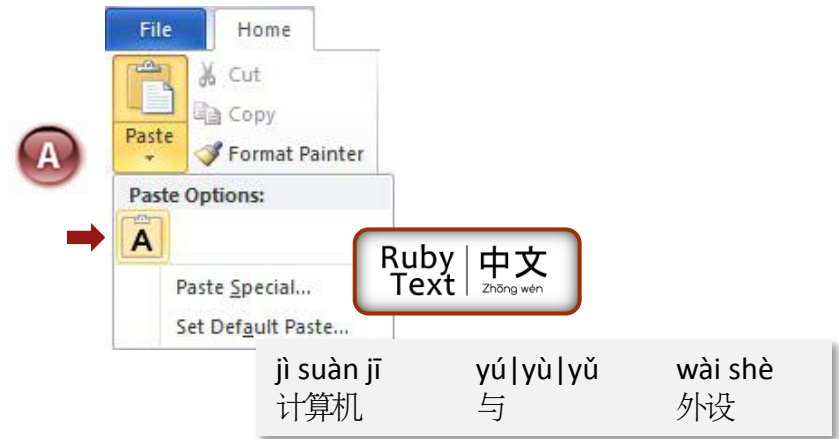 File Home
Cut
Copy
Paste
Format Painter
A
Paste Options:
A
Paste Special...
Set Default Paste...
Ruby Text
中文
Zhōng wén
jì suàn jī yú|yù|yǔ wài shè
计算机 与 外设